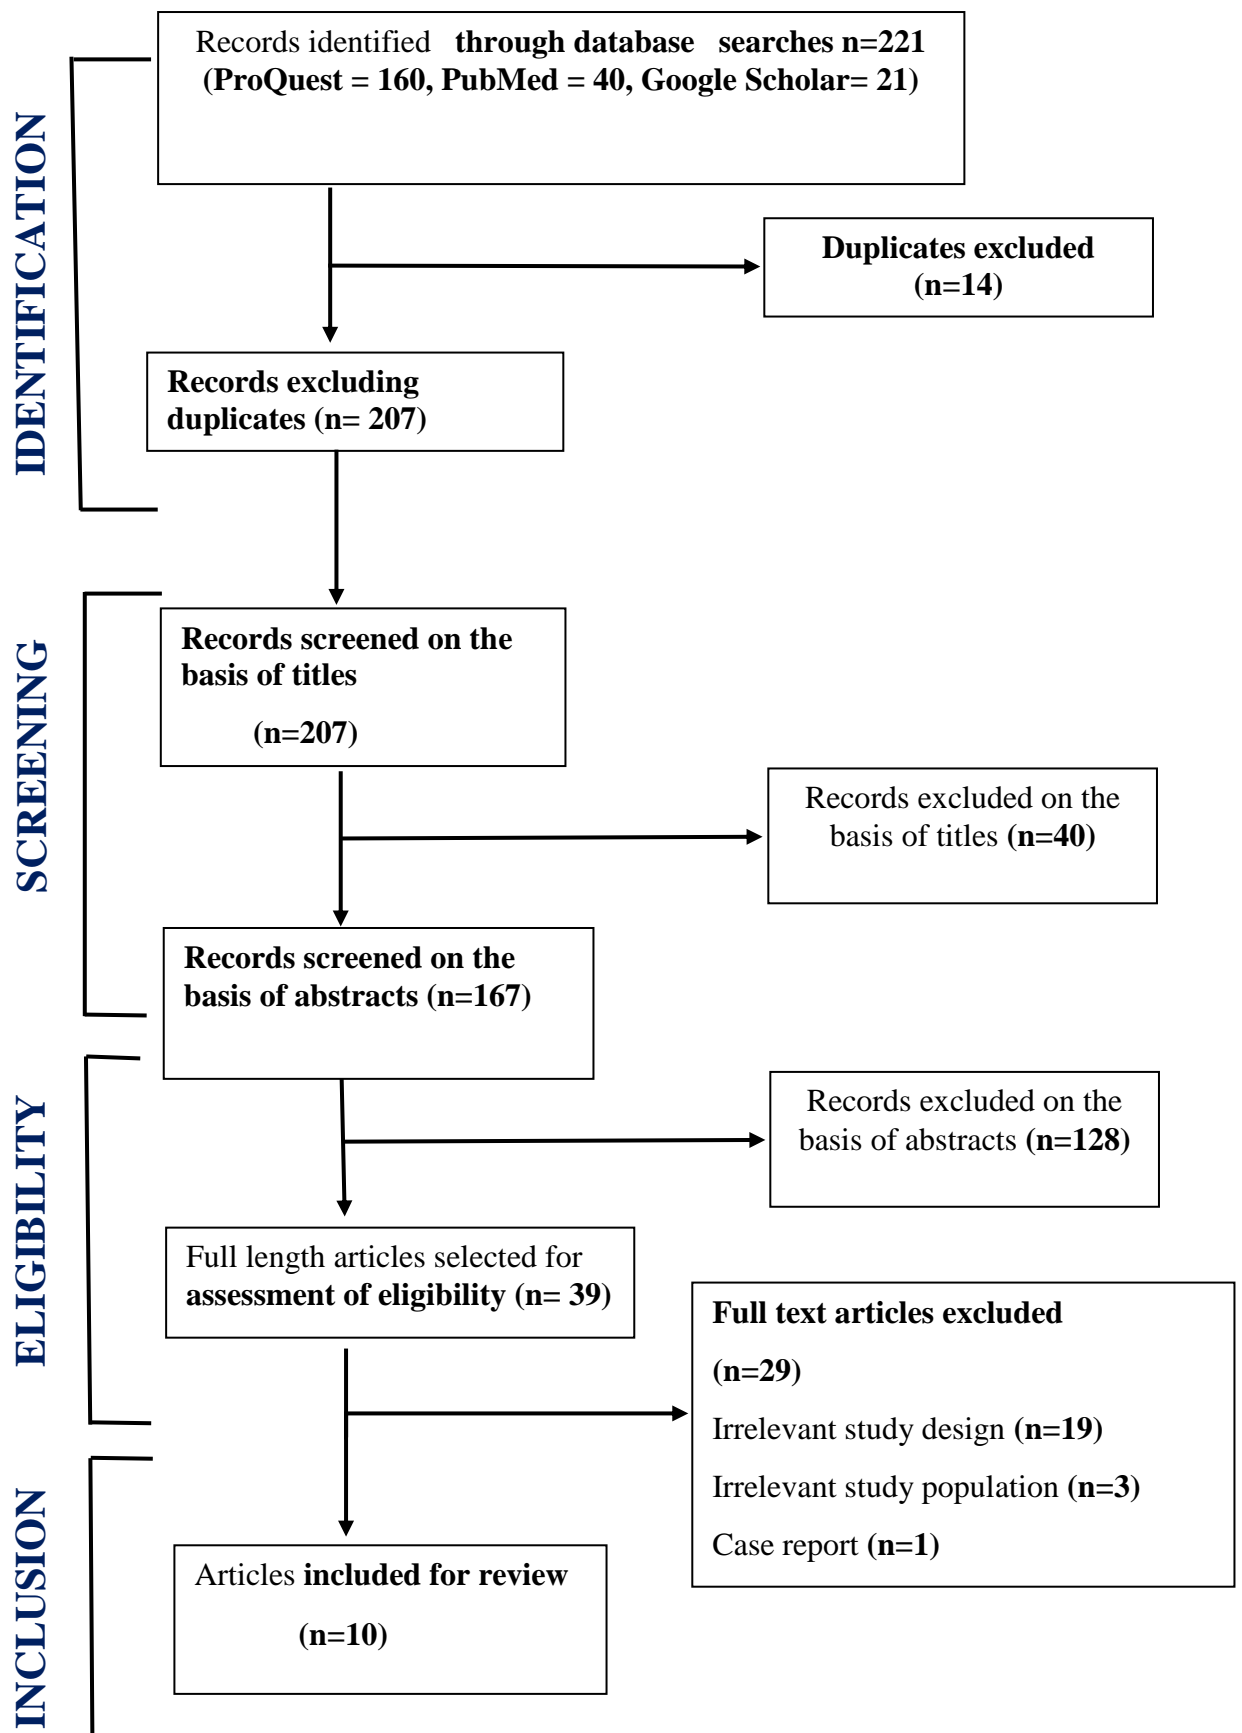 Records identified through database searches n=221
(ProQuest = 160, PubMed = 40, Google Scholar= 21)
IDENTIFICATION
Duplicates excluded
(n=14)
Records excluding
duplicates (n= 207)
SCREENING
Records screened on the
basis of titles
(n=207)
Records excluded on the
basis of titles (n=40)
Records screened on the
basis of abstracts (n=167)
ELIGIBILITY
Records excluded on the
basis of abstracts (n=128)
Full length articles selected for
assessment of eligibility (n= 39)
Full text articles excluded
(n=29)
Irrelevant study design (n=19)
Irrelevant study population (n=3)
Case report (n=1)
INCLUSION
Articles included for review
(n=10)